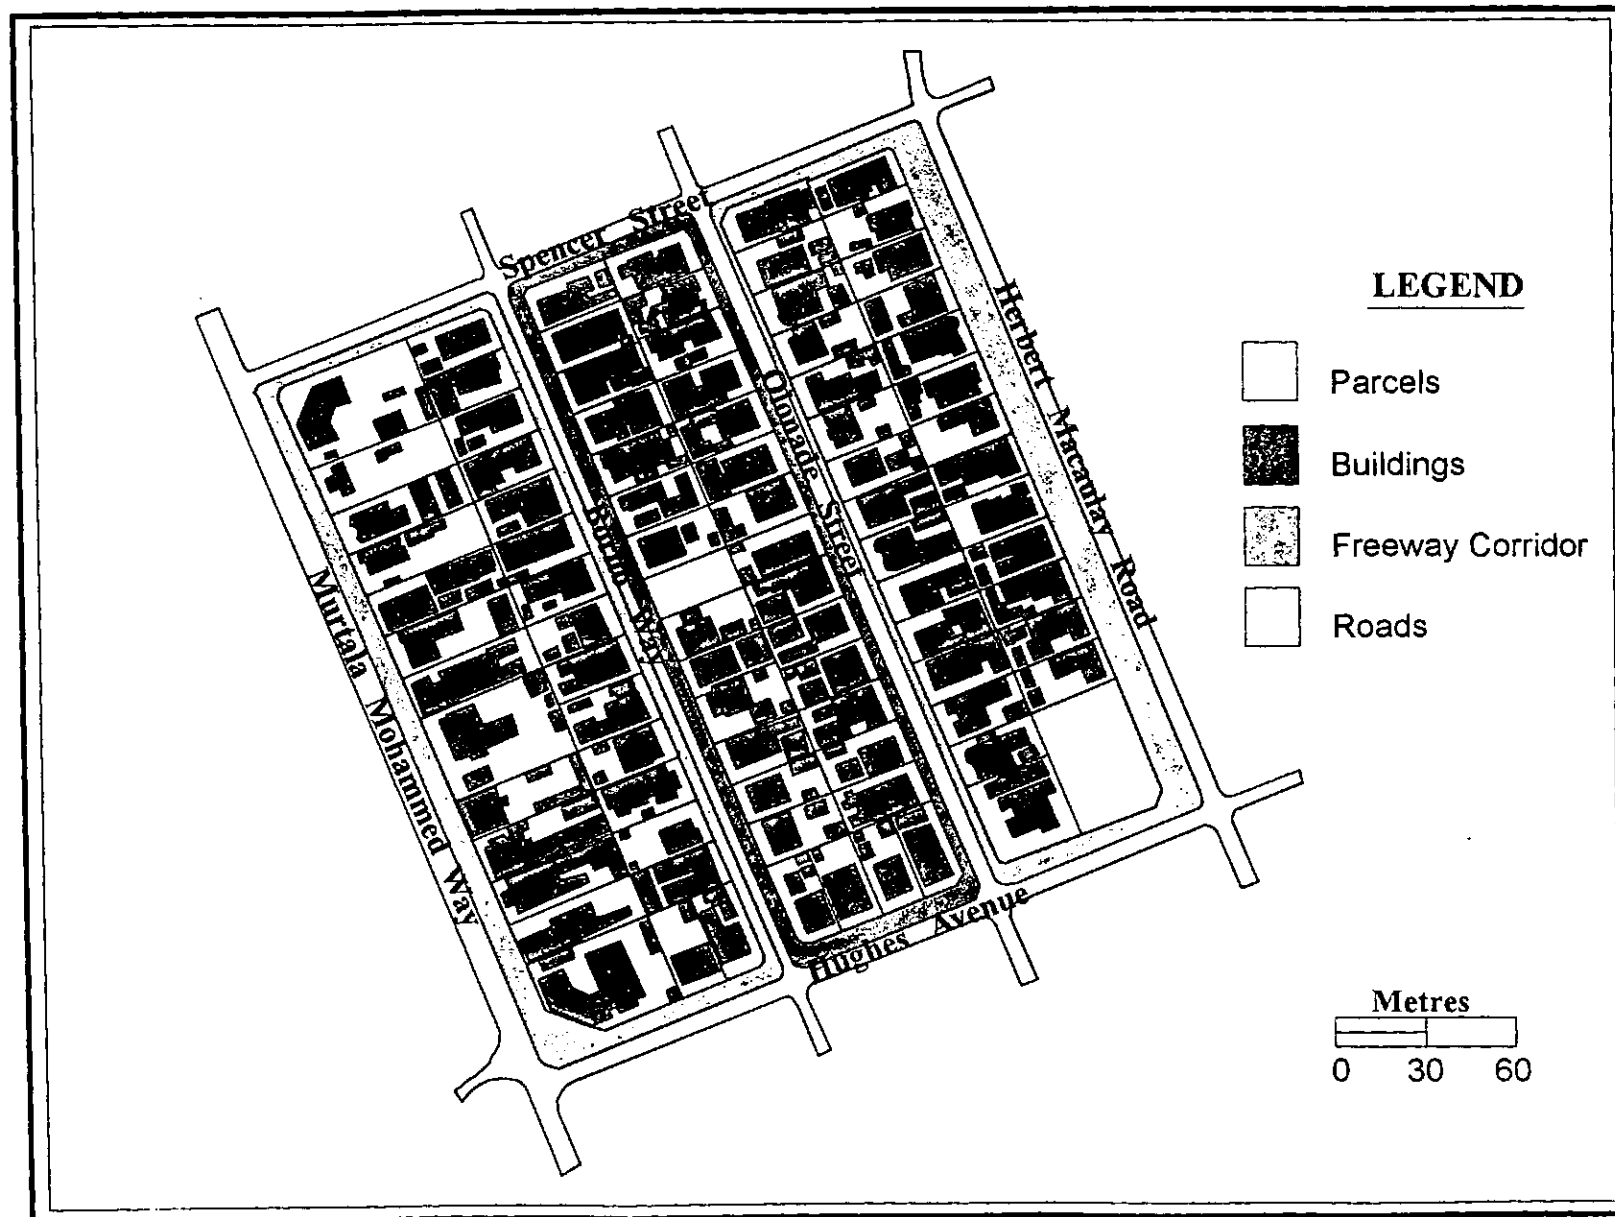 Spencer Street
LEGEND
Herbert Macaulay Road
Parcels
Olonade Street
Buildings
Freeway Corridor
Murtala Mohammed Way
Way
Roads
Hughes Avenue
Metres
0 30 60